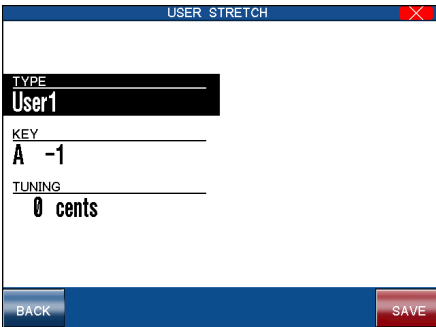 USER STRETCH
TYPE
User1
KEY
A -1
TUNING
0 cents
BACK
SAVE